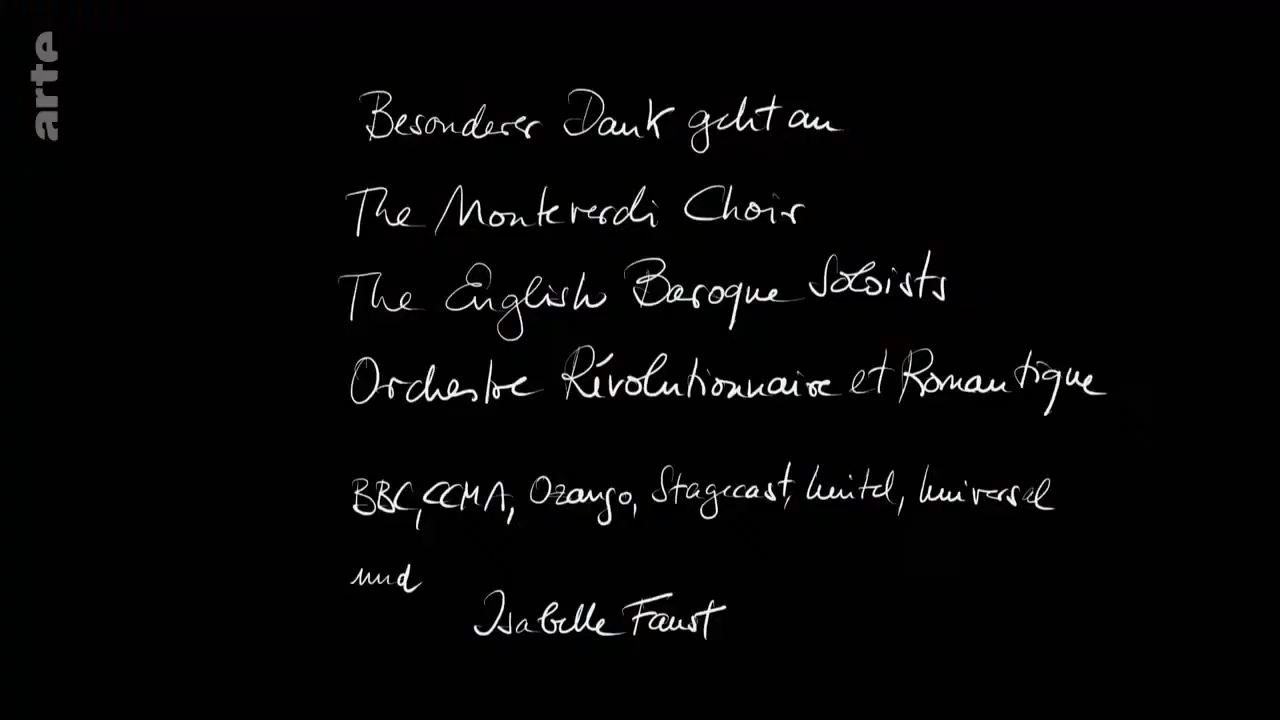 arte
Besonderer Dank geht an
The Monteverdi Choir
The English Baroque Soloists
Orchestre Révolutionnaire et Romantique
BBC, CCMA, Ozango, Stagecast, Unitel, Universal
und
Isabelle Faust